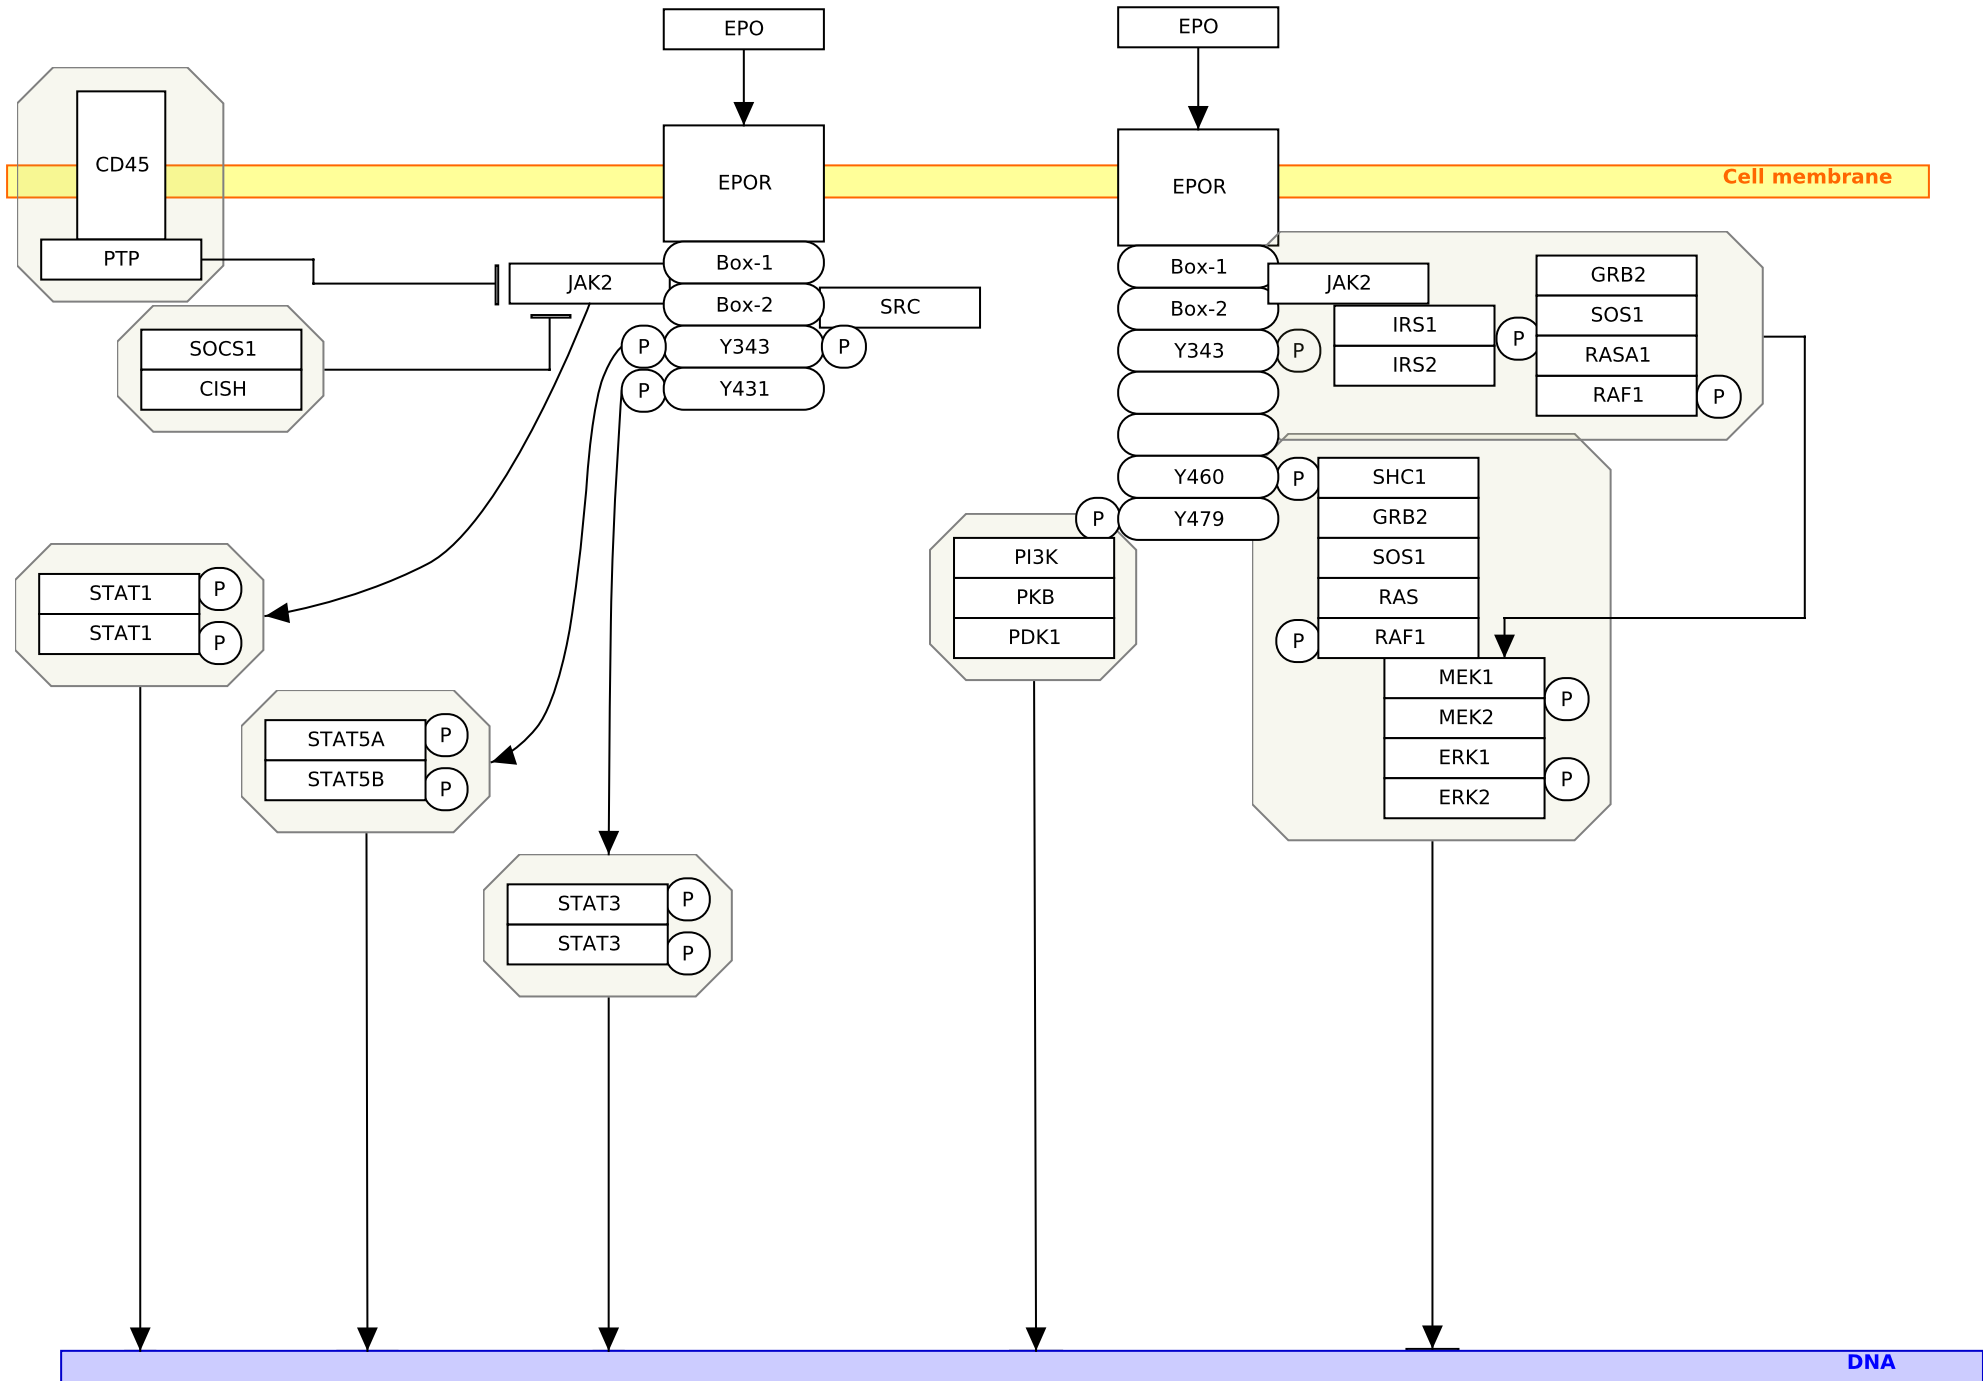 EPO
EPO
CD45
EPOR
EPOR
Cell membrane
PTP
Box-1
Box-1
JAK2
JAK2
GRB2
Box-2
SRC
Box-2
IRS1
SOS1
SOCS1
P
Y343
P
Y343
P
IRS2
P
RASA1
CISH
P
Y431
RAF1
P
Y460
P
SHC1
P
Y479
GRB2
PI3K
SOS1
STAT1
P
PKB
RAS
STAT1
P
PDK1
P
RAF1
MEK1
P
MEK2
STAT5A
P
ERK1
P
STAT5B
P
ERK2
STAT3
P
STAT3
P
DNA